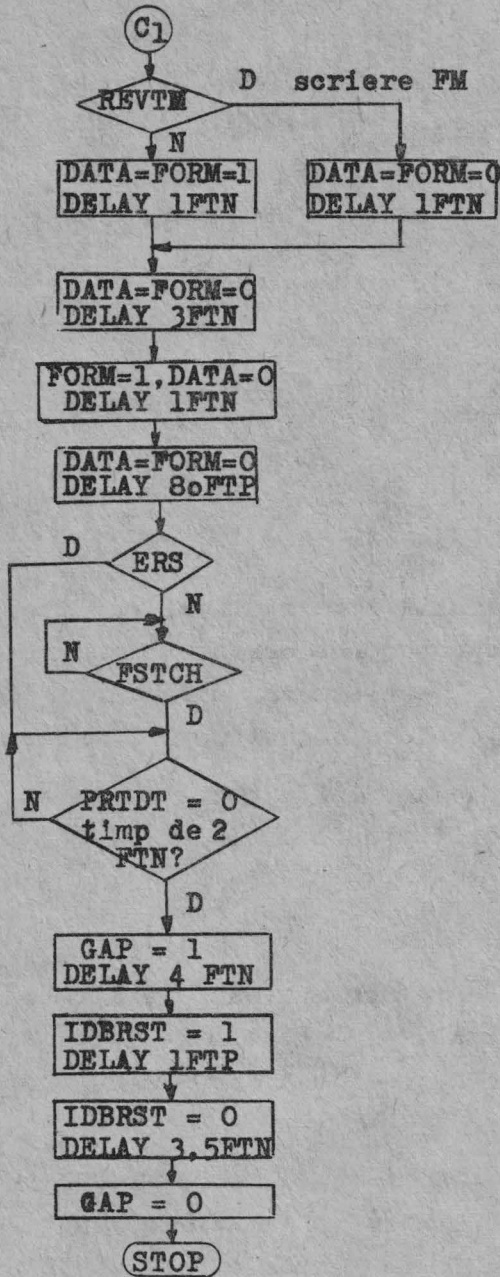 C1
REVTM
D scriere FM
N
DATA=FORM=1
DELAY 1FTN
DATA=FORM=0
DELAY 1FTN
DATA=FORM=0
DELAY 3FTN
FORM=1,DATA=0
DELAY 1FTN
DATA=FORM=0
DELAY 8oFTP
D
ERS
N
N
FSTCH
D
N
PRTDT = 0
timp de 2
FTN?
D
GAP = 1
DELAY 4 FTN
IDBRST = 1
DELAY 1FTP
IDBRST = 0
DELAY 3,5FTN
GAP = 0
STOP